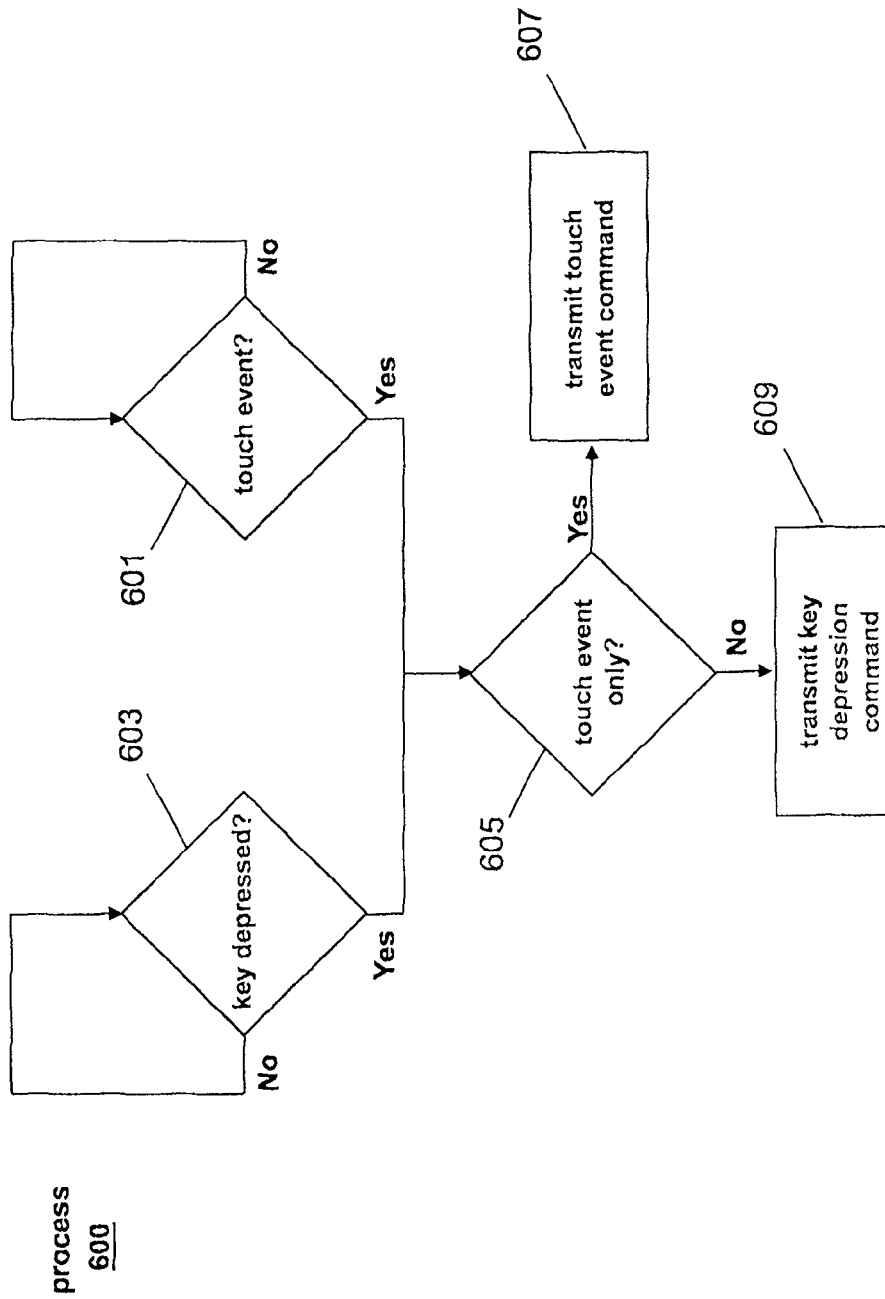 process
600
603
601
key depressed?
touch event?
No
No
Yes
Yes
605
607
touch event
only?
Yes
transmit touch
event command
No
609
transmit key
depression
command